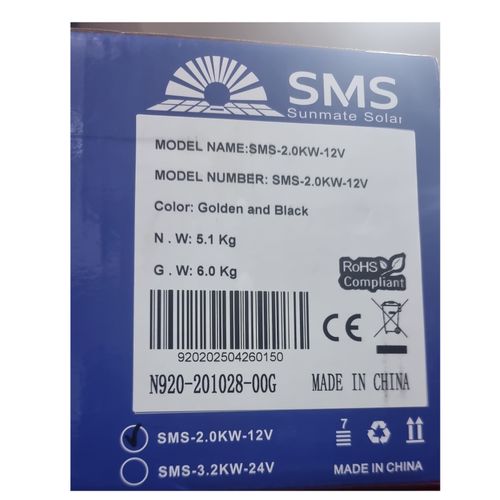 SMS
Sunmate Solar
MODEL NAME:SMS-2.0KW-12V
MODEL NUMBER: SMS-2.0KW-12V
Color: Golden and Black
N . W: 5.1 Kg
G . W: 6.0 Kg
RoHS
Compliant
CE
920202504260150
N920-201028-00G MADE IN CHINA
SMS-2.0KW-12V
SMS-3.2KW-24V
7
MADE IN CHINA